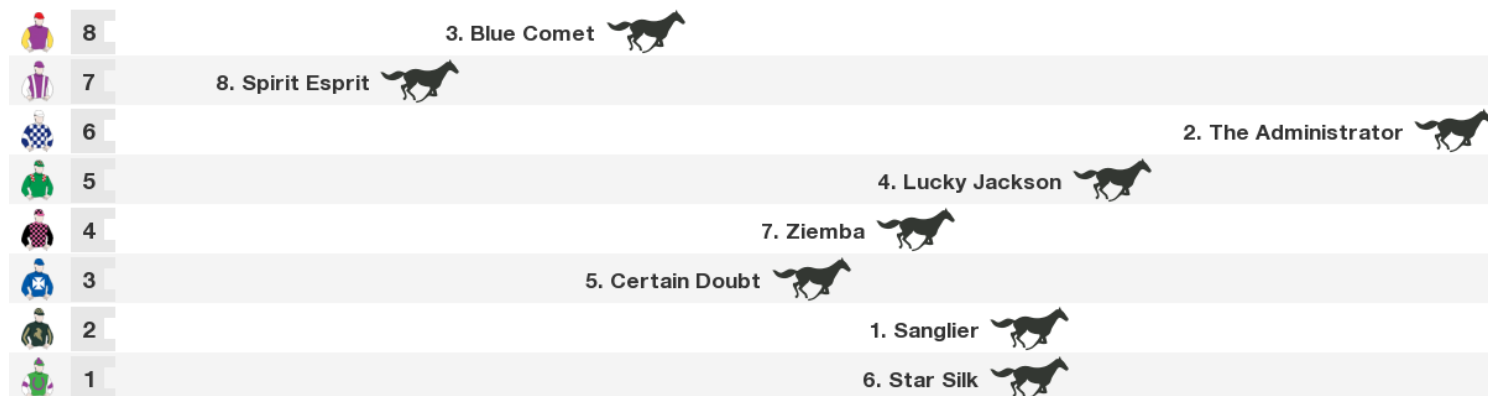 8 3. Blue Comet
7 8. Spirit Esprit
6 2. The Administrator
5 4. Lucky Jackson
4 7. Ziemba
3 5. Certain Doubt
2 1. Sanglier
1 6. Star Silk